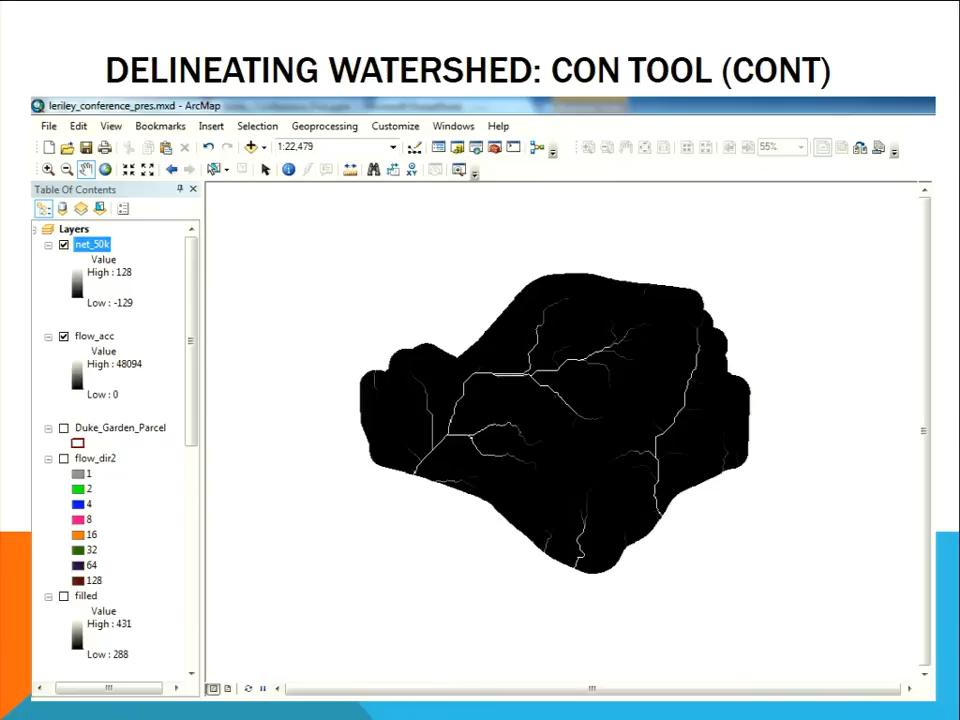 DELINEATING WATERSHED: CON TOOL (CONT)
leriley_conference_pres.mxd - ArcMap
File Edit View Bookmarks Insert Selection Geoprocessing Customize Windows Help
1:22,479
55%
Table Of Contents
Layers
net_50k
Value
High : 128
Low : -129
flow_acc
Value
High : 48094
Low : 0
Duke_Garden_Parcel
flow_dir2
1
2
4
8
16
32
64
128
filled
Value
High : 431
Low : 288